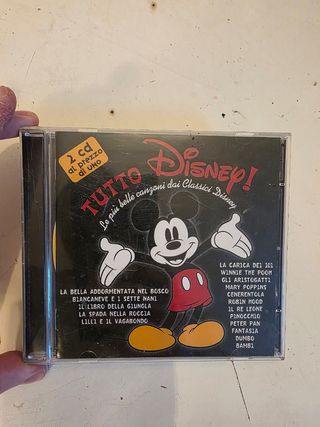 2 cd
al prezzo
di uno
TUTTO DISNEY!
Le più belle canzoni dai Classici Disney
LA BELLA ADDORMENTATA NEL BOSCO
BIANCANEVE E I SETTE NANI
IL LIBRO DELLA GIUNGLA
LA SPADA NELLA ROCCIA
LILLI E IL VAGABONDO
LA CARICA DEI 101
WINNIE THE POOH
GLI ARISTOGATTI
MARY POPPINS
CENERENTOLA
ROBIN HOOD
IL RE LEONE
PINOCCHIO
PETER PAN
FANTASIA
DUMBO
BAMBI